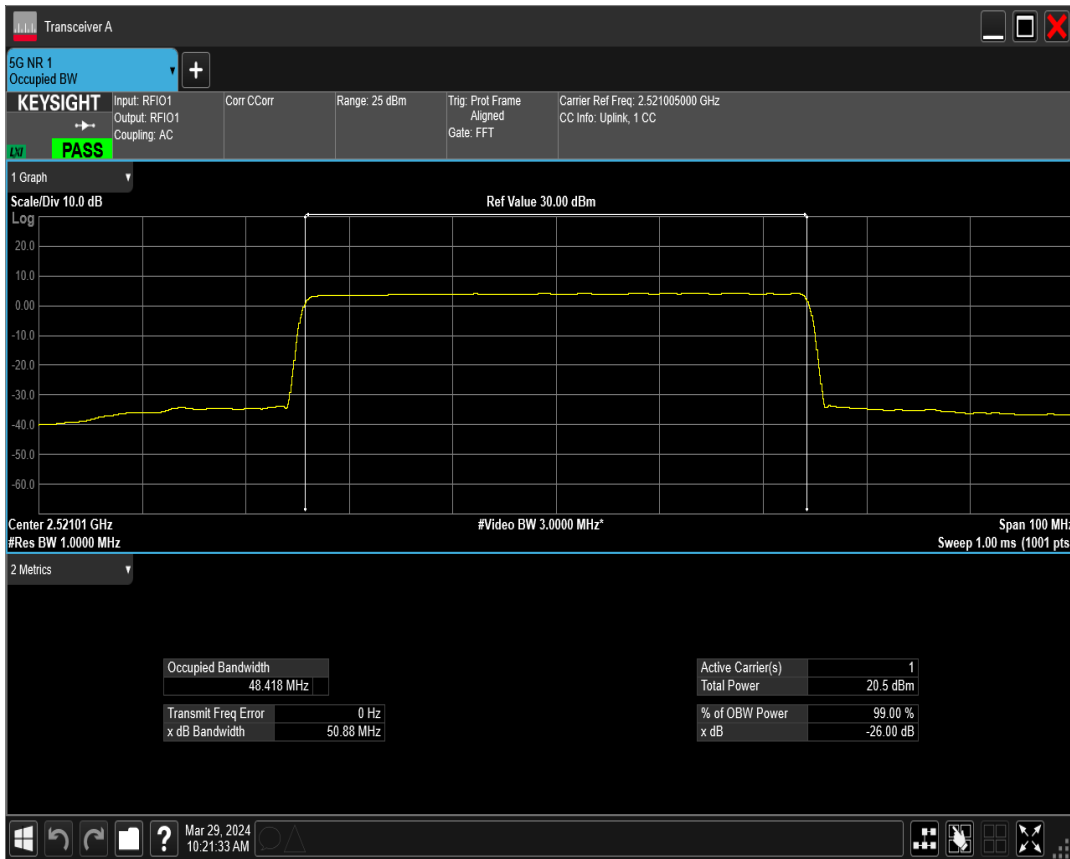 Transceiver A
5G NR 1
Occupied BW
KEYSIGHT
LXI
PASS
Input: RFIO1
Output: RFIO1
Coupling: AC
Corr CCorr
Range: 25 dBm
Trig: Prot Frame
Aligned
Gate: FFT
Carrier Ref Freq: 2.521005000 GHz
CC Info: Uplink, 1 CC
1 Graph
Scale/Div 10.0 dB
Ref Value 30.00 dBm
Log
20.0
10.0
0.00
-10.0
-20.0
-30.0
-40.0
-50.0
-60.0
Center 2.52101 GHz
#Video BW 3.0000 MHz*
Span 100 MHz
#Res BW 1.0000 MHz
Sweep 1.00 ms (1001 pts
2 Metrics
Occupied Bandwidth
48.418 MHz
Transmit Freq Error 0 Hz
x dB Bandwidth 50.88 MHz
Active Carrier(s) 1
Total Power 20.5 dBm
% of OBW Power 99.00 %
x dB -26.00 dB
?
Mar 29, 2024
10:21:33 AM